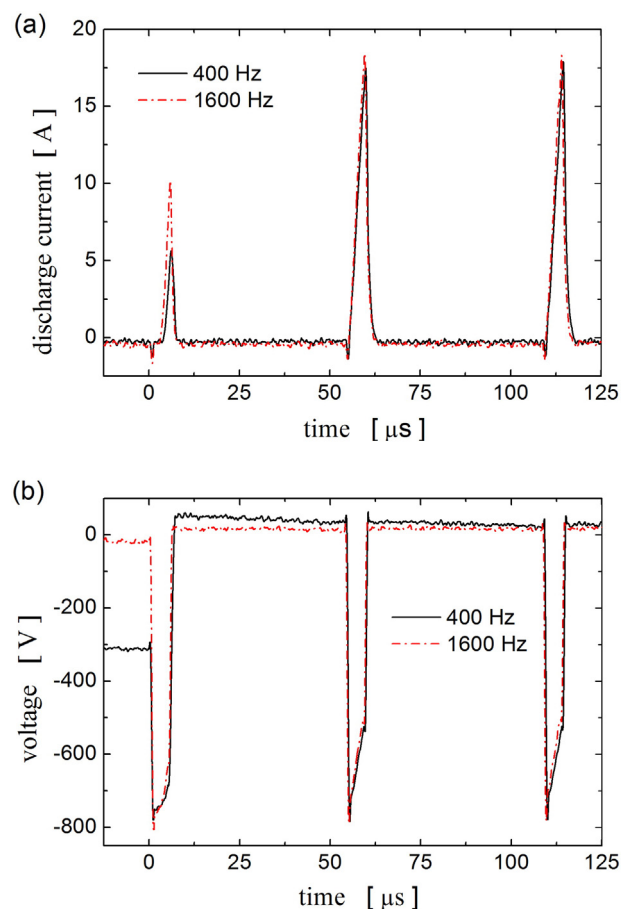 (a)
20
15
10
5
0
discharge current [ A ]
400 Hz
1600 Hz
0 25 50 75 100 125
time [ μs ]
(b)
0
-200
-400
-600
-800
voltage [ V ]
400 Hz
1600 Hz
0 25 50 75 100 125
time [ μs ]